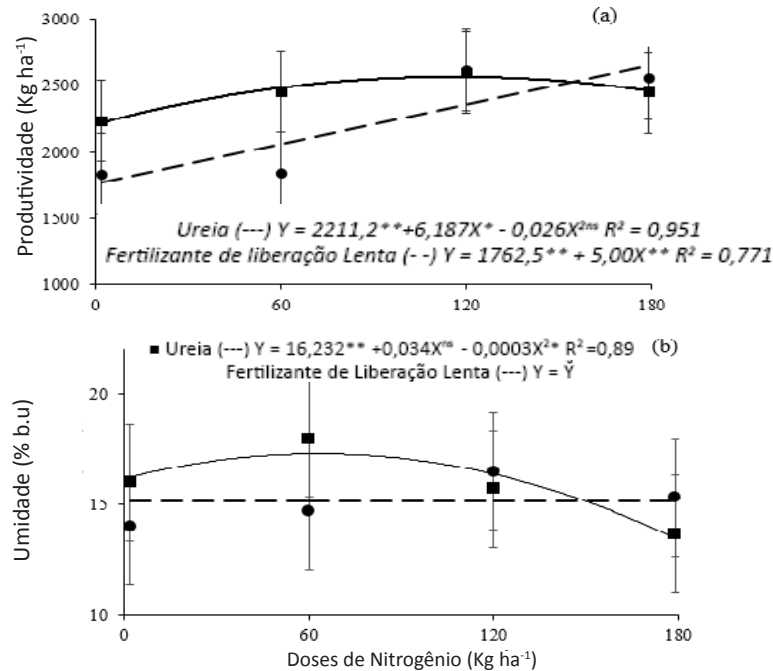 (a)
Produtividade (Kg ha⁻¹)
3000
2500
2000
1500
1000
Ureia (---) Y = 2211,2**+6,187X* - 0,026X²ⁿˢ R² = 0,951
Fertilizante de liberação Lenta (- -) Y = 1762,5** + 5,00X** R² = 0,771
0 60 120 180
(b)
■ Ureia (---) Y = 16,232** +0,034Xⁿˢ - 0,0003X²* R²=0,89
Fertilizante de Liberação Lenta (---) Y = Y̌
Umidade (% b.u)
20
15
10
0 60 120 180
Doses de Nitrogênio (Kg ha⁻¹)